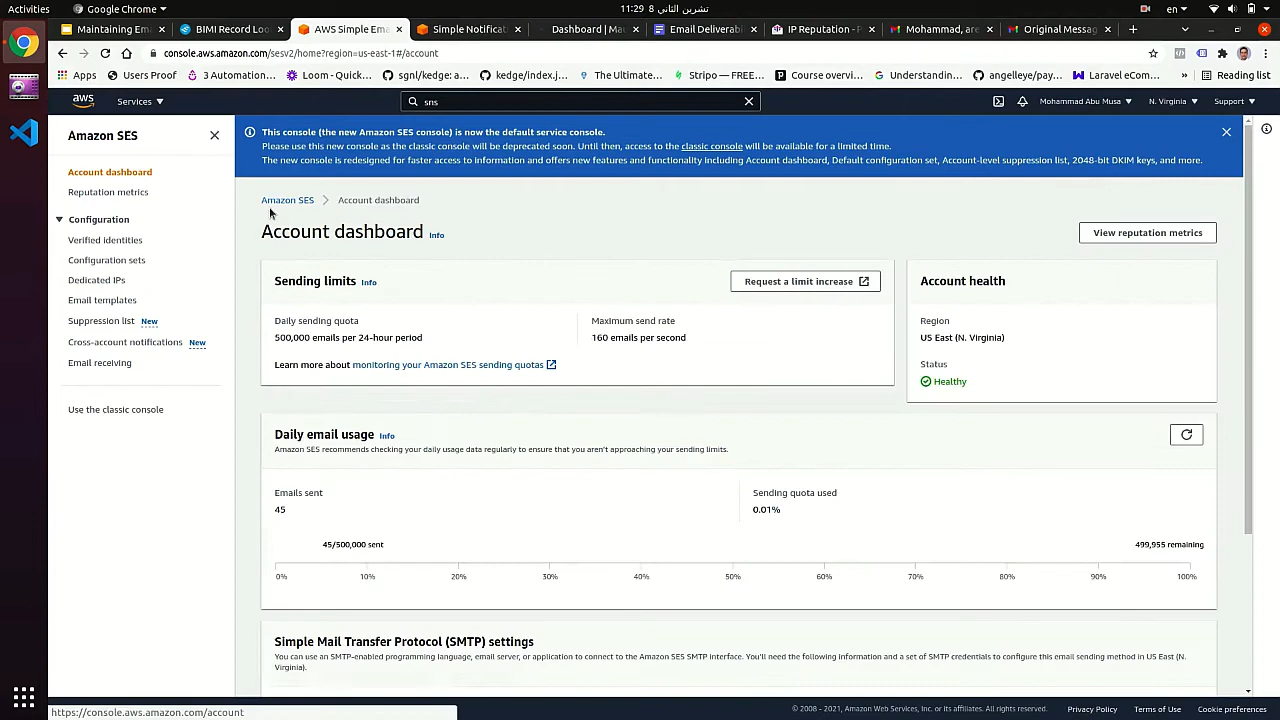 Activities
Google Chrome
11:29 8 تشرين الثاني
en
Maintaining Ema
BIMI Record Loo
AWS Simple Ema
Simple Notificat
Dashboard | Mau
Email Deliverabi
IP Reputation - P
Mohammad, are
Original Messag
console.aws.amazon.com/sesv2/home?region=us-east-1#/account
Apps
Users Proof
3 Automation...
Loom - Quick...
sgnl/kedge: a...
kedge/index.j...
The Ultimate...
Stripo — FREE...
Course overvi...
Understanding...
angelleye/pay...
Laravel eCom...
»
Reading list
aws
Services
sns
Mohammad Abu Musa
N. Virginia
Support
Amazon SES
Account dashboard
Reputation metrics
Configuration
Verified identities
Configuration sets
Dedicated IPs
Email templates
Suppression list New
Cross-account notifications New
Email receiving
Use the classic console
This console (the new Amazon SES console) is now the default service console.
Please use this new console as the classic console will be deprecated soon. Until then, access to the classic console will be available for a limited time.
The new console is redesigned for faster access to information and offers new features and functionality including Account dashboard, Default configuration set, Account-level suppression list, 2048-bit DKIM keys, and more.
Amazon SES
Account dashboard
Account dashboard Info
View reputation metrics
Sending limits Info
Request a limit increase
Daily sending quota
500,000 emails per 24-hour period
Maximum send rate
160 emails per second
Learn more about monitoring your Amazon SES sending quotas
Account health
Region
US East (N. Virginia)
Status
Healthy
Daily email usage Info
Amazon SES recommends checking your daily usage data regularly to ensure that you aren't approaching your sending limits.
Emails sent
45
Sending quota used
0.01%
45/500,000 sent
499,955 remaining
0% 10% 20% 30% 40% 50% 60% 70% 80% 90% 100%
Simple Mail Transfer Protocol (SMTP) settings
You can use an SMTP-enabled programming language, email server, or application to connect to the Amazon SES SMTP interface. You'll need the following information and a set of SMTP credentials to configure this email sending method in US East (N.
Virginia).
https://console.aws.amazon.com/account
© 2008 - 2021, Amazon Web Services, Inc. or its affiliates. All rights reserved.
Privacy Policy
Terms of Use
Cookie preferences